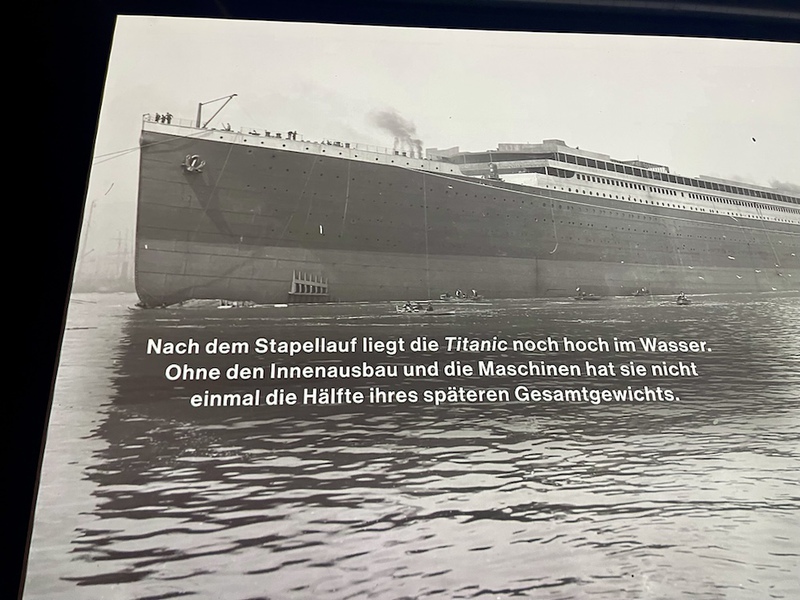 Nach dem Stapellauf liegt die Titanic noch hoch im Wasser.
Ohne den Innenausbau und die Maschinen hat sie nicht
einmal die Hälfte ihres späteren Gesamtgewichts.